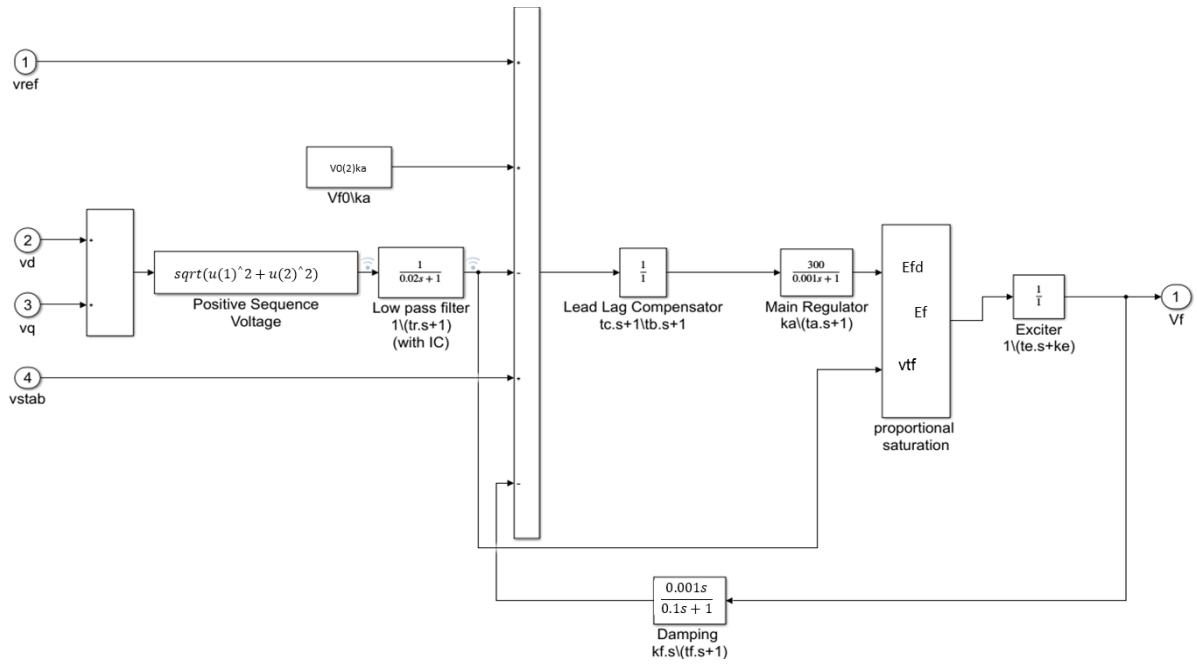 1
vref
+
V0(2)ka
Vf0\ka
+
2
vd
+
3
vq
+
sqrt(u(1)^2 + u(2)^2)
Positive Sequence
Voltage
1
0.02s + 1
Low pass filter
1\(tr.s+1)
(with IC)
-
4
vstab
+
-
1
1
Lead Lag Compensator
tc.s+1\tb.s+1
300
0.001s + 1
Main Regulator
ka\(ta.s+1)
Efd
Ef
vtf
proportional
saturation
1
1
Exciter
1\(te.s+ke)
1
Vf
0.001s
0.1s + 1
Damping
kf.s\(tf.s+1)